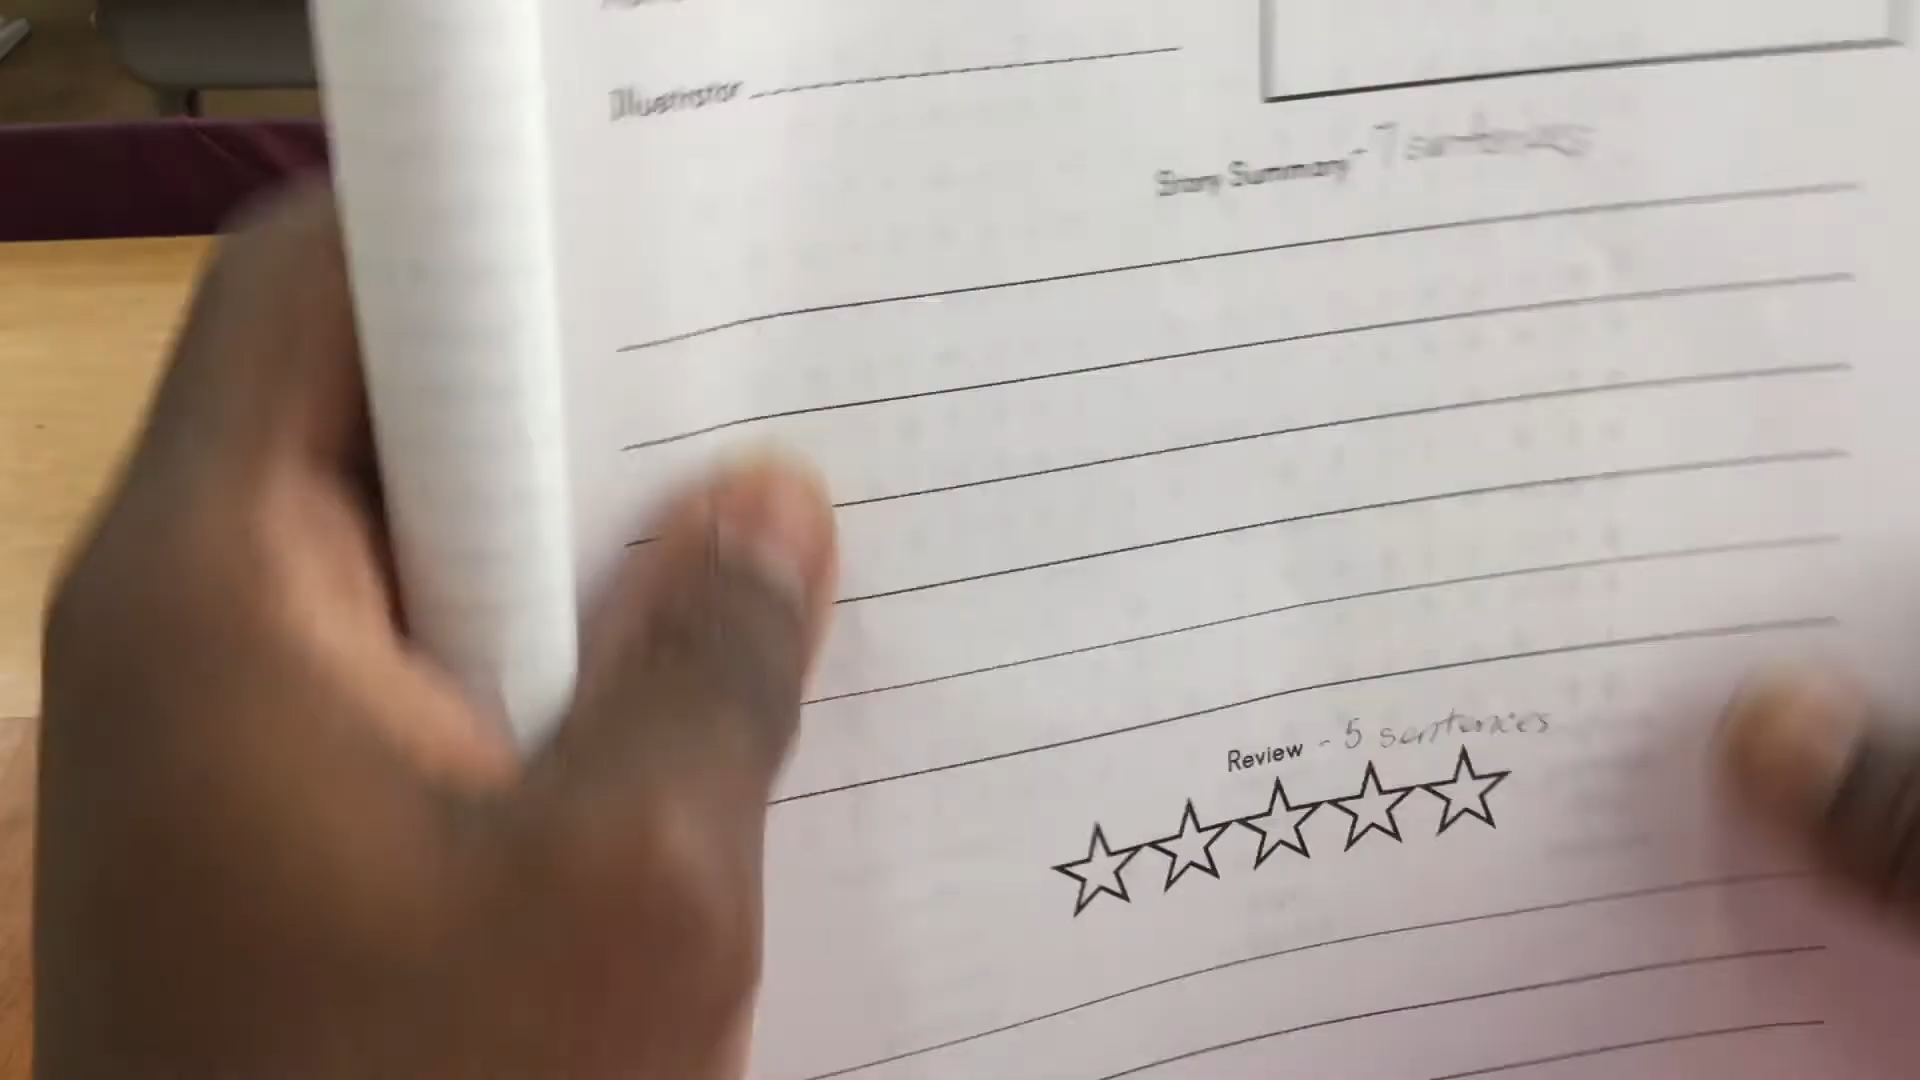 Illustrator
Story Summary - 7 sentences
Review - 5 sentences